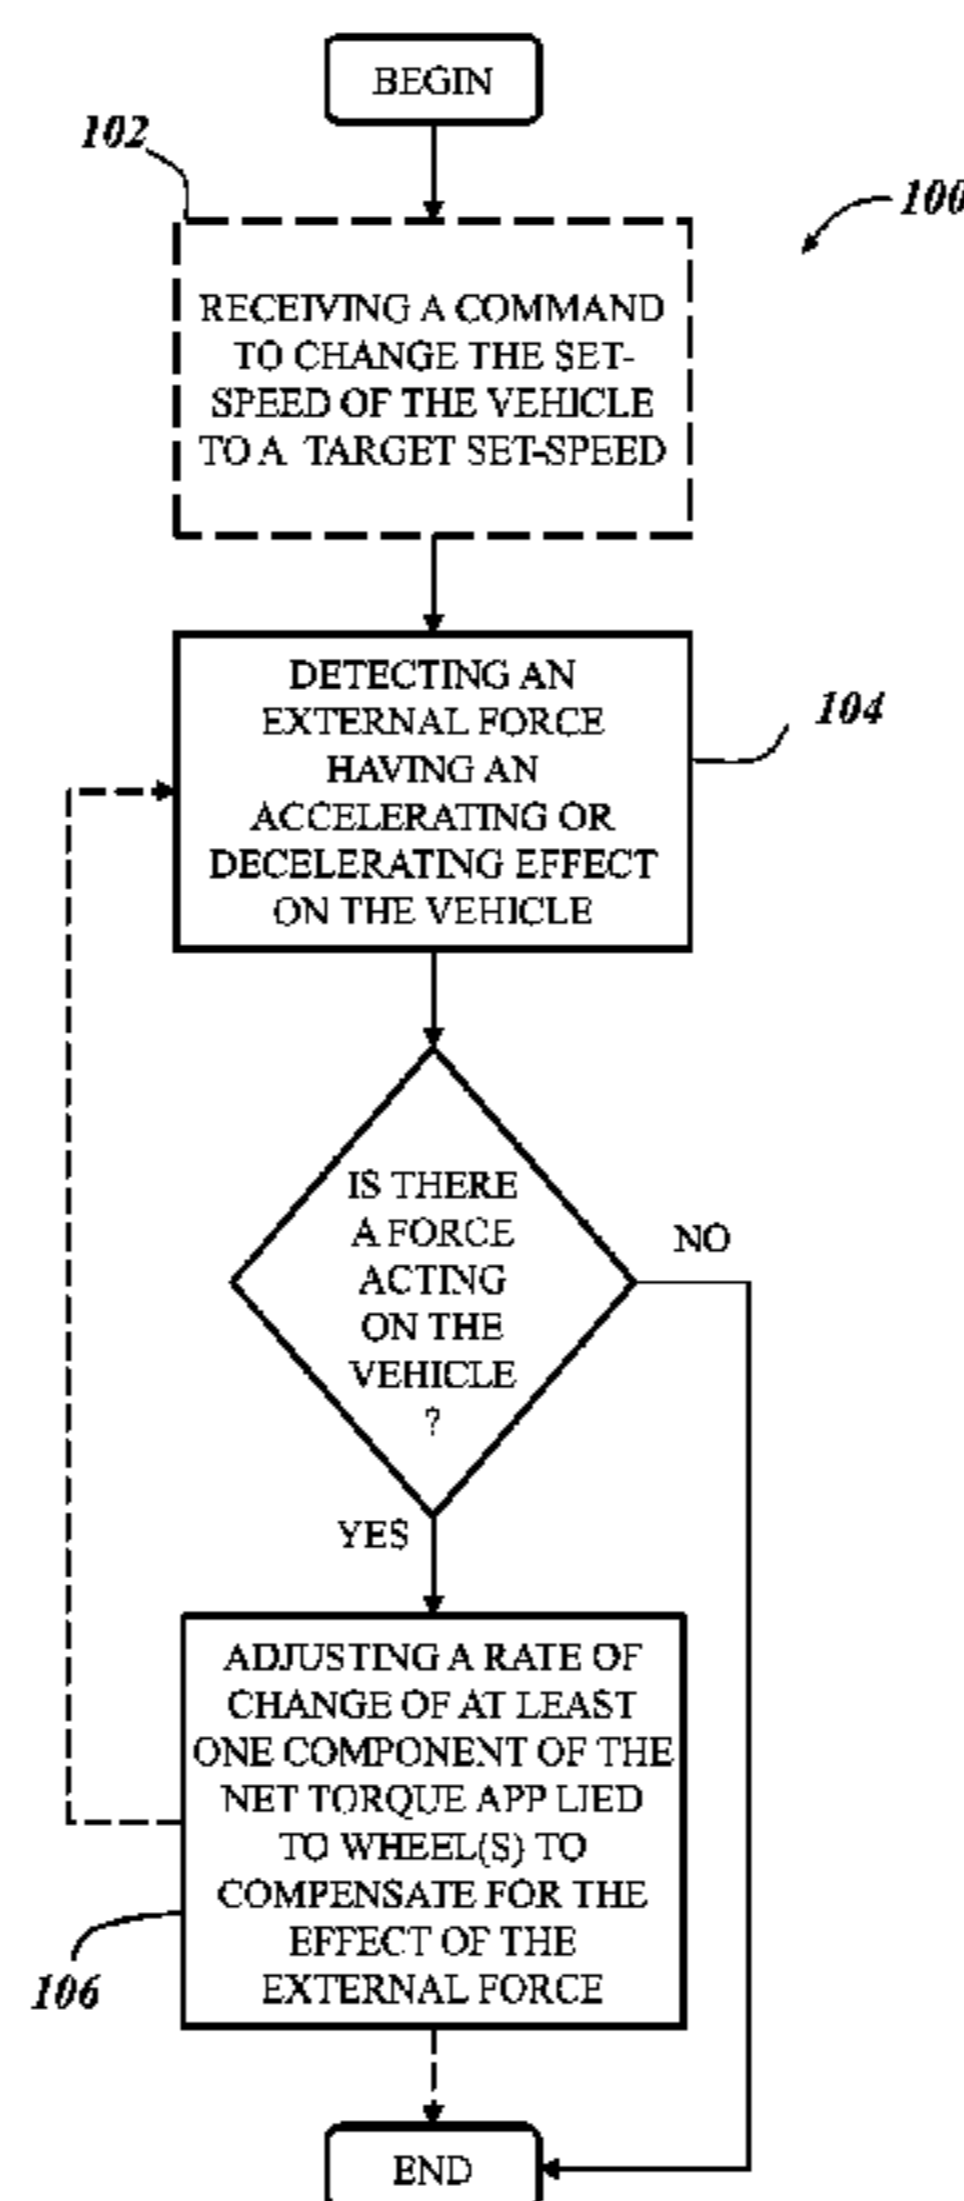 BEGIN
102
100
RECEIVING A COMMAND
TO CHANGE THE SET-
SPEED OF THE VEHICLE
TO A TARGET SET-SPEED
DETECTING AN
EXTERNAL FORCE
HAVING AN
ACCELERATING OR
DECELERATING EFFECT
ON THE VEHICLE
104
IS THERE
A FORCE
ACTING
ON THE
VEHICLE
?
NO
YES
ADJUSTING A RATE OF
CHANGE OF AT LEAST
ONE COMPONENT OF THE
NET TORQUE APPLIED
TO WHEEL(S) TO
COMPENSATE FOR THE
EFFECT OF THE
EXTERNAL FORCE
106
END